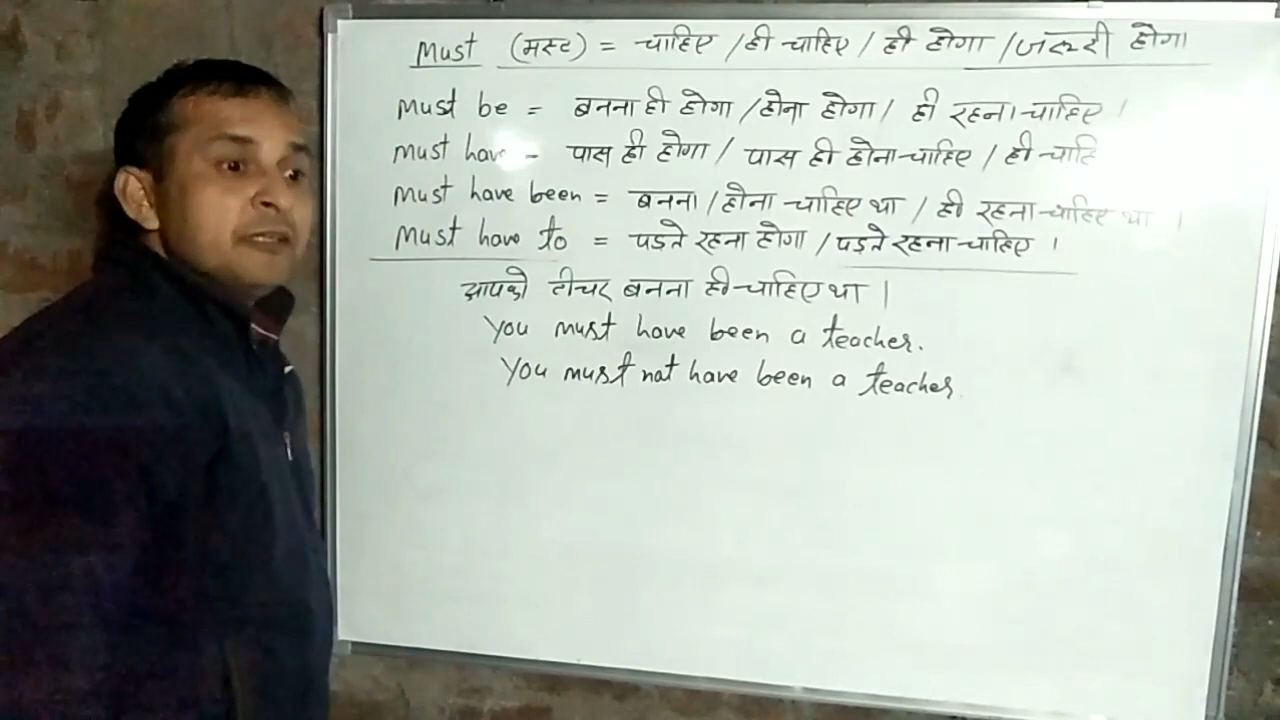 Must (मस्ट) = चाहिए / ही चाहिए / ही होगा / जरूरी होगा
Must be = बनना ही होगा / होना होगा / ही रहना चाहिए ।
Must have - पास ही होगा / पास ही होना चाहिए / ही चाहि
Must have been = बनना / होना चाहिए था / ही रहना चाहिए था ।
Must have to = पड़ते रहना होगा / पड़ते रहना चाहिए ।
आपको टीचर बनना ही चाहिए था ।
You must have been a teacher.
You must not have been a teacher.